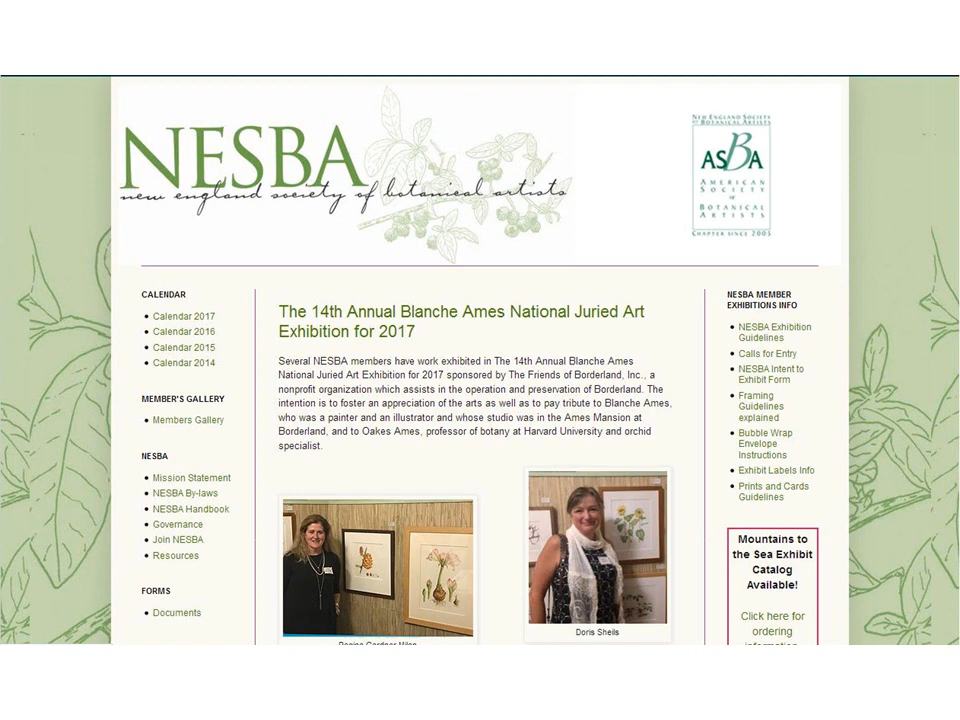 NESBA
new england society of botanical artists
NEW ENGLAND SOCIETY
OF BOTANICAL ARTISTS
ASBA
AMERICAN
SOCIETY
OF
BOTANICAL
ARTISTS
CHAPTER SINCE 2005
CALENDAR
Calendar 2017
Calendar 2016
Calendar 2015
Calendar 2014
MEMBER'S GALLERY
Members Gallery
NESBA
Mission Statement
NESBA By-laws
NESBA Handbook
Governance
Join NESBA
Resources
FORMS
Documents
The 14th Annual Blanche Ames National Juried Art
Exhibition for 2017
Several NESBA members have work exhibited in The 14th Annual Blanche Ames
National Juried Art Exhibition for 2017 sponsored by The Friends of Borderland, Inc., a
nonprofit organization which assists in the operation and preservation of Borderland. The
intention is to foster an appreciation of the arts as well as to pay tribute to Blanche Ames,
who was a painter and an illustrator and whose studio was in the Ames Mansion at
Borderland, and to Oakes Ames, professor of botany at Harvard University and orchid
specialist.
Doris Sheils
NESBA MEMBER
EXHIBITIONS INFO
NESBA Exhibition
Guidelines
Calls for Entry
NESBA Intent to
Exhibit Form
Framing
Guidelines
explained
Bubble Wrap
Envelope
Instructions
Exhibit Labels Info
Prints and Cards
Guidelines
Mountains to
the Sea Exhibit
Catalog
Available!
Click here for
ordering
information